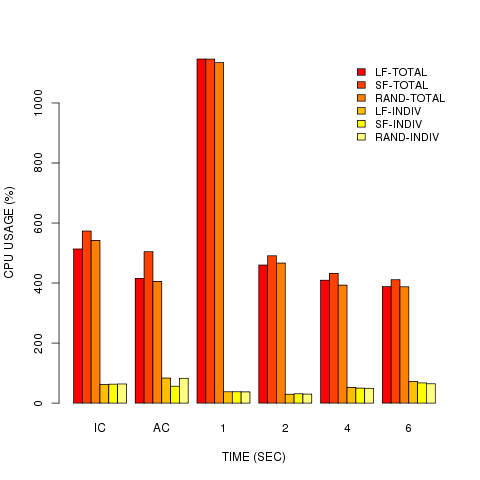 LF-TOTAL
SF-TOTAL
RAND-TOTAL
LF-INDIV
SF-INDIV
RAND-INDIV
CPU USAGE (%)
1000
800
600
400
200
0
IC AC 1 2 4 6
TIME (SEC)